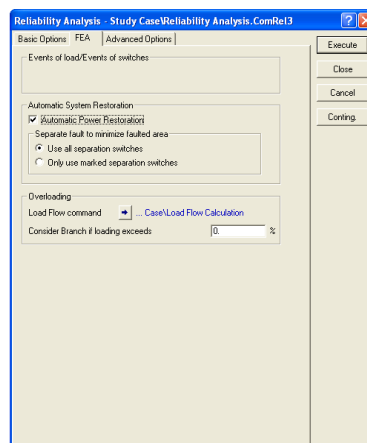 Reliability Analysis - Study Case\Reliability Analysis.ComRel3
Basic Options FEA Advanced Options
Execute
Close
Cancel
Conting.
Events of load/Events of switches
Automatic System Restoration
Automatic Power Restoration
Separate fault to minimize faulted area
Use all separation switches
Only use marked separation switches
Overloading
Load Flow command ... Case\Load Flow Calculation
Consider Branch if loading exceeds 0. %